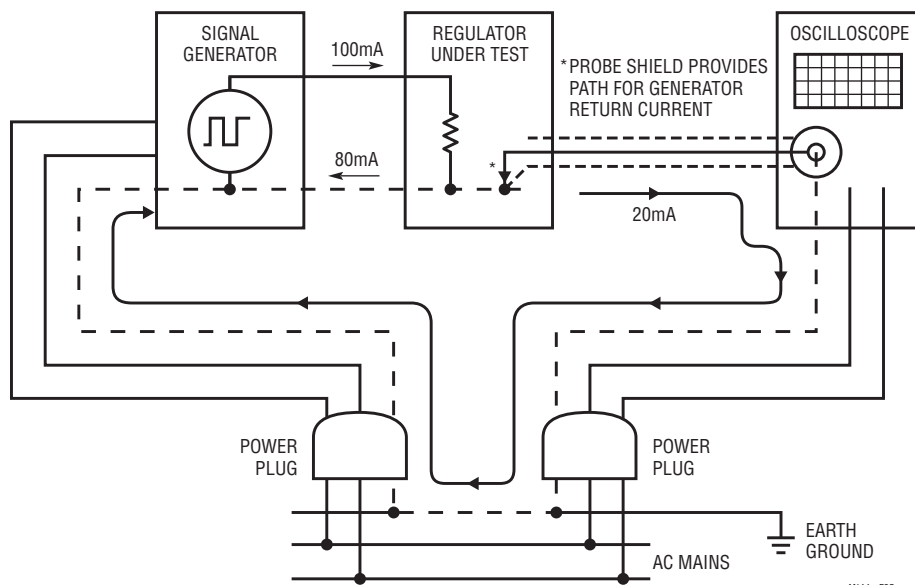 SIGNAL
GENERATOR
100mA
REGULATOR
UNDER TEST
OSCILLOSCOPE
*PROBE SHIELD PROVIDES
PATH FOR GENERATOR
RETURN CURRENT
80mA
*
20mA
POWER
PLUG
POWER
PLUG
EARTH
GROUND
AC MAINS